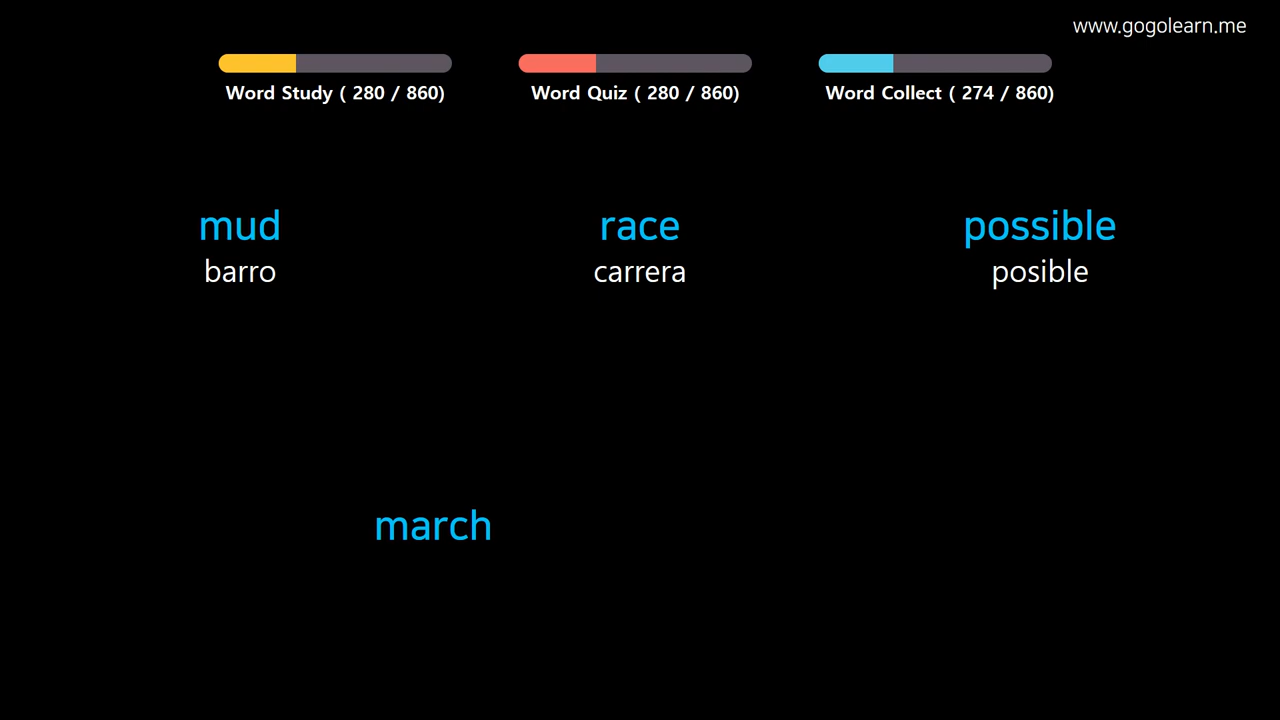 www.gogolearn.me
Word Study ( 280 / 860)
Word Quiz ( 280 / 860)
Word Collect ( 274 / 860)
mud
barro
race
carrera
possible
posible
march